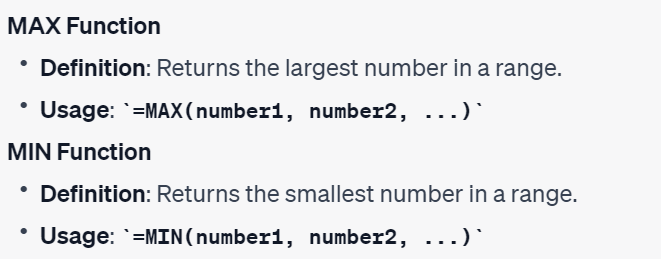 MAX Function
• Definition: Returns the largest number in a range.
• Usage: `=MAX(number1, number2, ...)`
MIN Function
• Definition: Returns the smallest number in a range.
• Usage: `=MIN(number1, number2, ...)`